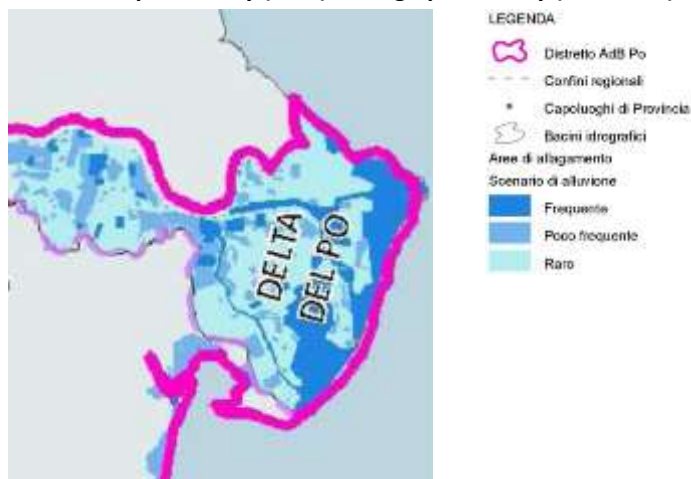 DELTA
DEL PO
LEGENDA
Distretto AdB Po
Confini regionali
Capoluoghi di Provincia
Bacini idrografici
Aree di allagamento
Scenario di alluvione
Frequente
Poco frequente
Raro